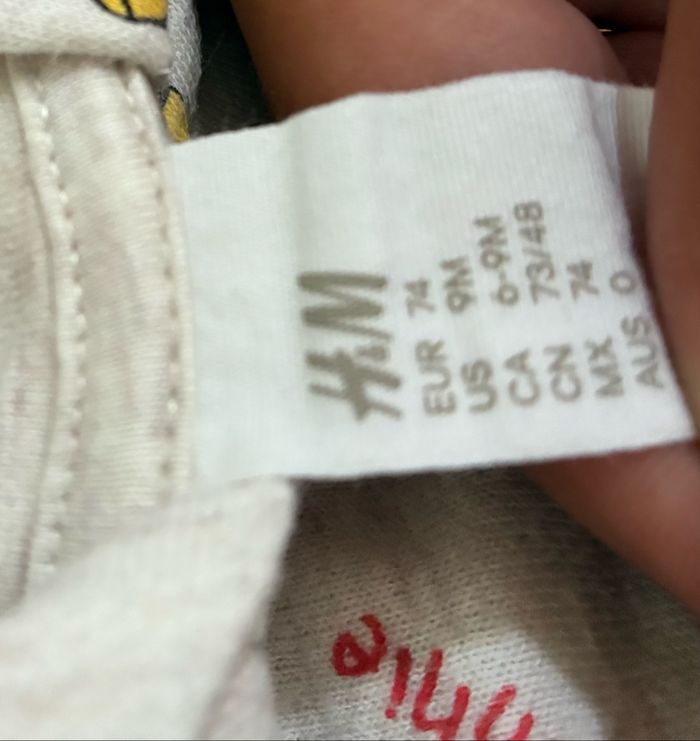 H&M
EUR 74
US 9M
CA 6-9M
CN 73/48
MX 74
AUS 0